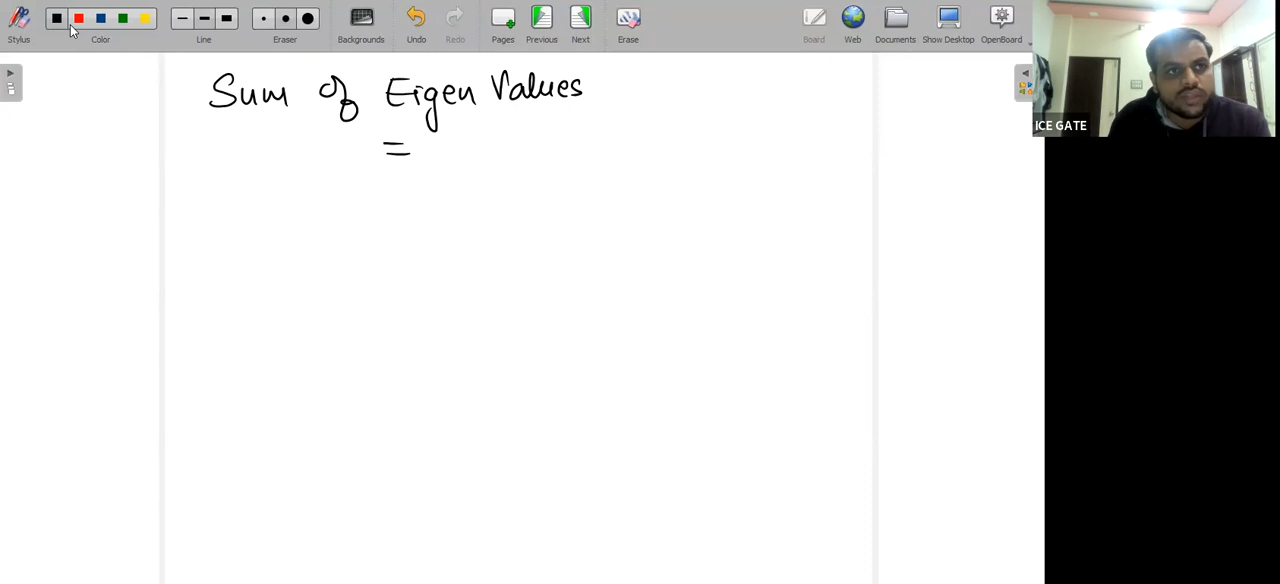 Stylus Color Line Eraser Backgrounds Undo Redo Pages Previous Next Erase Board Web Documents Show Desktop OpenBoard
Sum of Eigen Values
=
ICE GATE